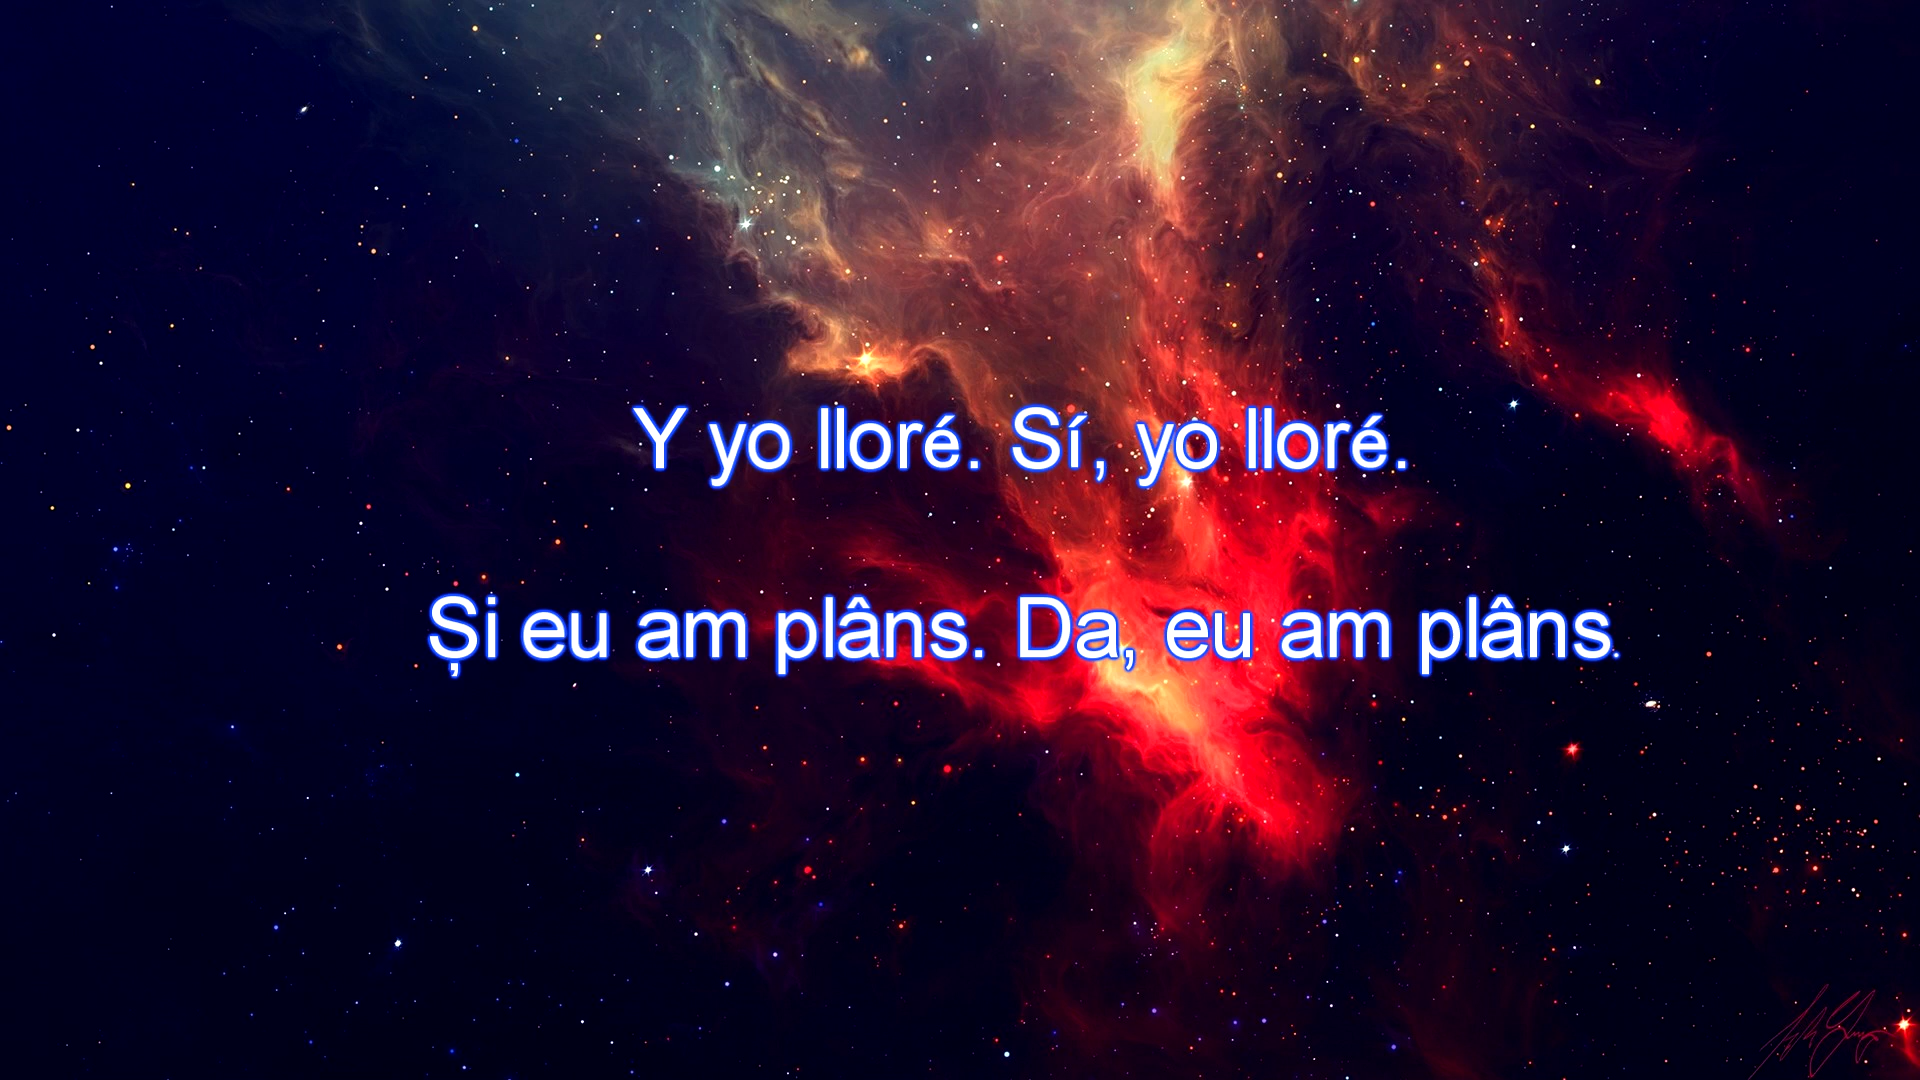 Y yo lloré. Sí, yo lloré.
Și eu am plâns. Da, eu am plâns.